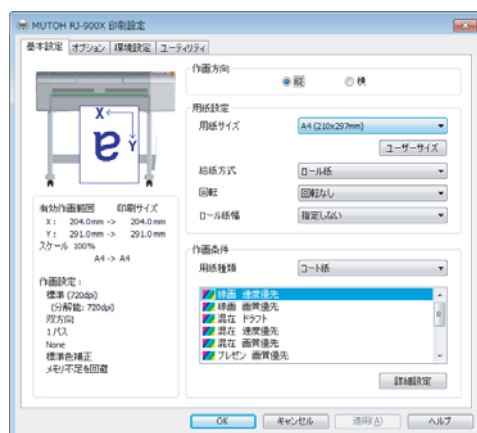 MUTOH RJ-900X 印刷設定
基本設定 オプション 環境設定 ユーティリティ
作画方向
縦 横
用紙設定
用紙サイズ A4 (210x297mm)
ユーザーサイズ
給紙方式 ロール紙
回転 回転なし
ロール紙幅 指定しない
X
Y
a
有効作画範囲 印刷サイズ
X: 204.0mm -> 204.0mm
Y: 291.0mm -> 291.0mm
スケール 100%
A4 -> A4
作画設定:
標準 (720dpi)
(分解能: 720dpi)
双方向
1パス
None
標準色補正
メモリ不足を回避
作画条件
用紙種類 コート紙
線画 速度優先
線画 画質優先
混在 ドラフト
混在 速度優先
混在 画質優先
プレゼン 画質優先
詳細設定
OK キャンセル 適用(A) ヘルプ